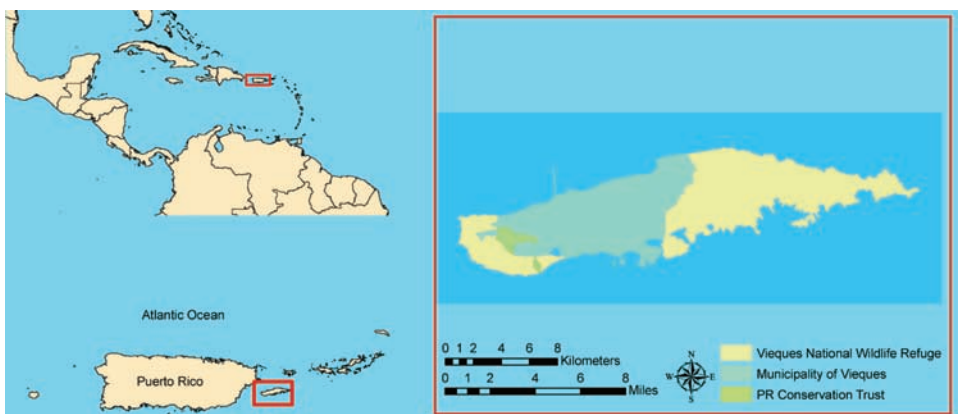 Atlantic Ocean
Puerto Rico
0 1 2 4 6 8
Kilometers
0 1 2 4 6 8
Miles
N
W E
S
Vieques National Wildlife Refuge
Municipality of Vieques
PR Conservation Trust